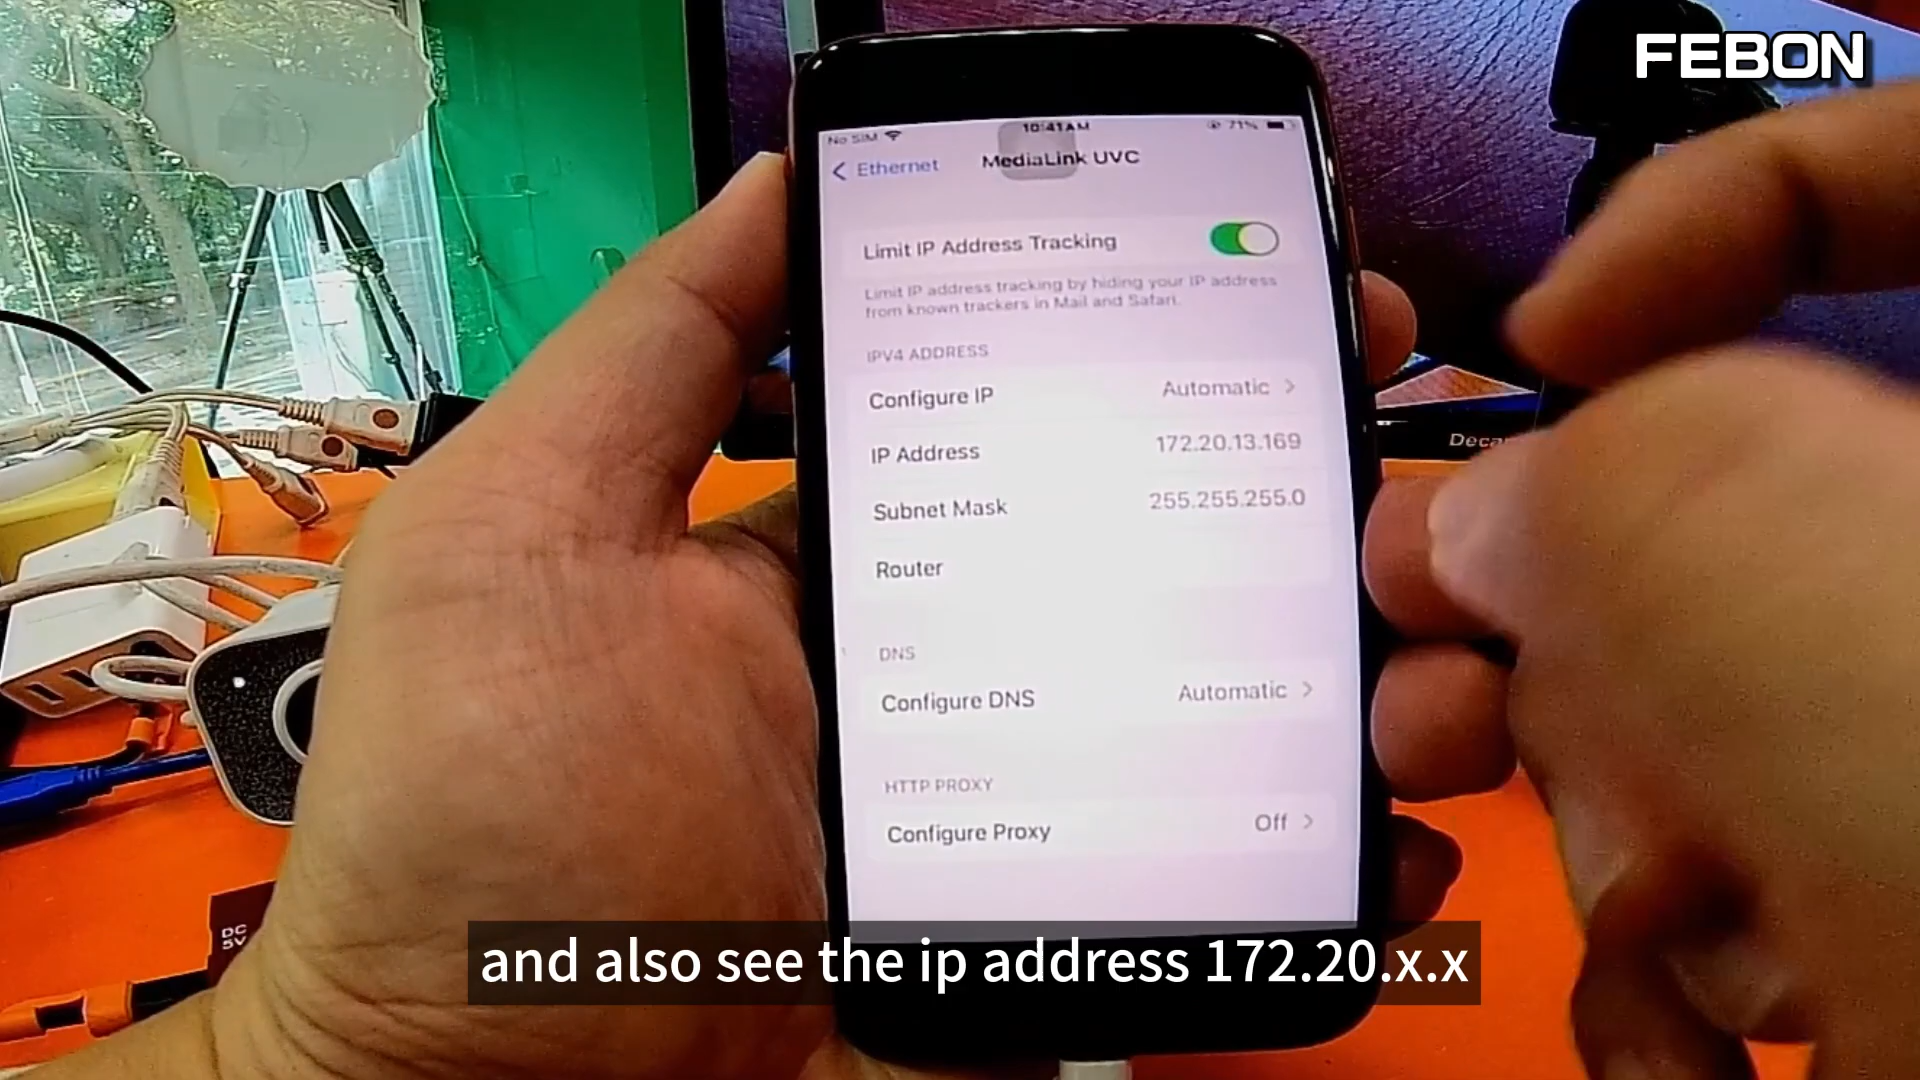 FEBON
No SIM 10:41AM 71%
Ethernet MediaLink UVC
Limit IP Address Tracking
Limit IP address tracking by hiding your IP address
from known trackers in Mail and Safari.
IPV4 ADDRESS
Configure IP Automatic
IP Address 172.20.13.169
Subnet Mask 255.255.255.0
Router
DNS
Configure DNS Automatic
HTTP PROXY
Configure Proxy Off
DC
5V
and also see the ip address 172.20.x.x